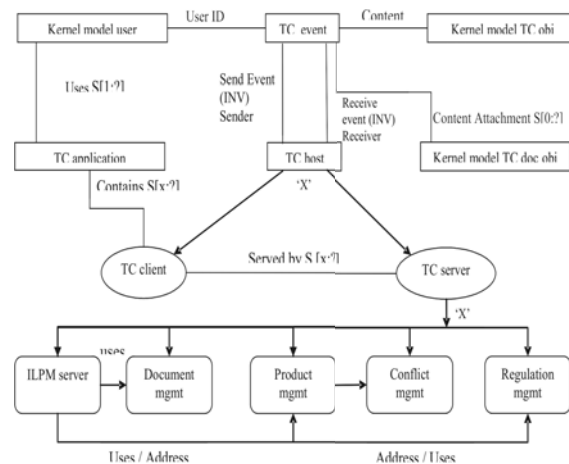 User ID
Content
Kernel model user
TC event
Kernel model TC obj
Uses S[1:?]
Send Event
(INV)
Sender
Receive
event (INV)
Receiver
Content Attachment S[0:?]
TC application
TC host
Kernel model TC doc obj
Contains S[x:?]
'X'
TC client
Served by S [x:?]
TC server
'X'
uses
ILPM server
Document
mgmt
Product
mgmt
Conflict
mgmt
Regulation
mgmt
Uses / Address
Address / Uses